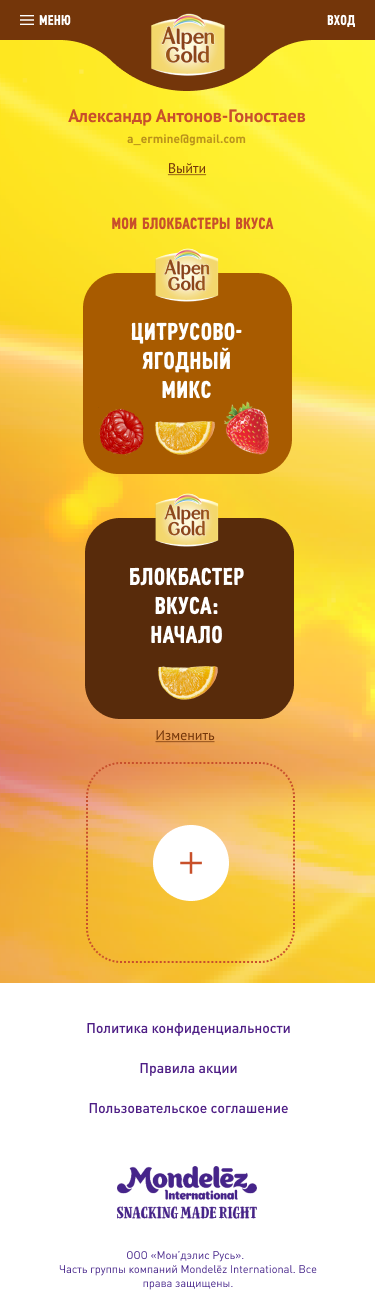 МЕНЮ
ВХОД
Alpen
Gold
Александр Антонов-Гоностаев
a_ermine@gmail.com
Выйти
МОИ БЛОКБАСТЕРЫ ВКУСА
Alpen
Gold
ЦИТРУСОВО-
ЯГОДНЫЙ
МИКС
Alpen
Gold
БЛОКБАСТЕР
ВКУСА:
НАЧАЛО
Изменить
Политика конфиденциальности
Правила акции
Пользовательское соглашение
Mondelēz
International
SNACKING MADE RIGHT
ООО «Мон’дэлис Русь».
Часть группы компаний Mondelēz International. Все
права защищены.